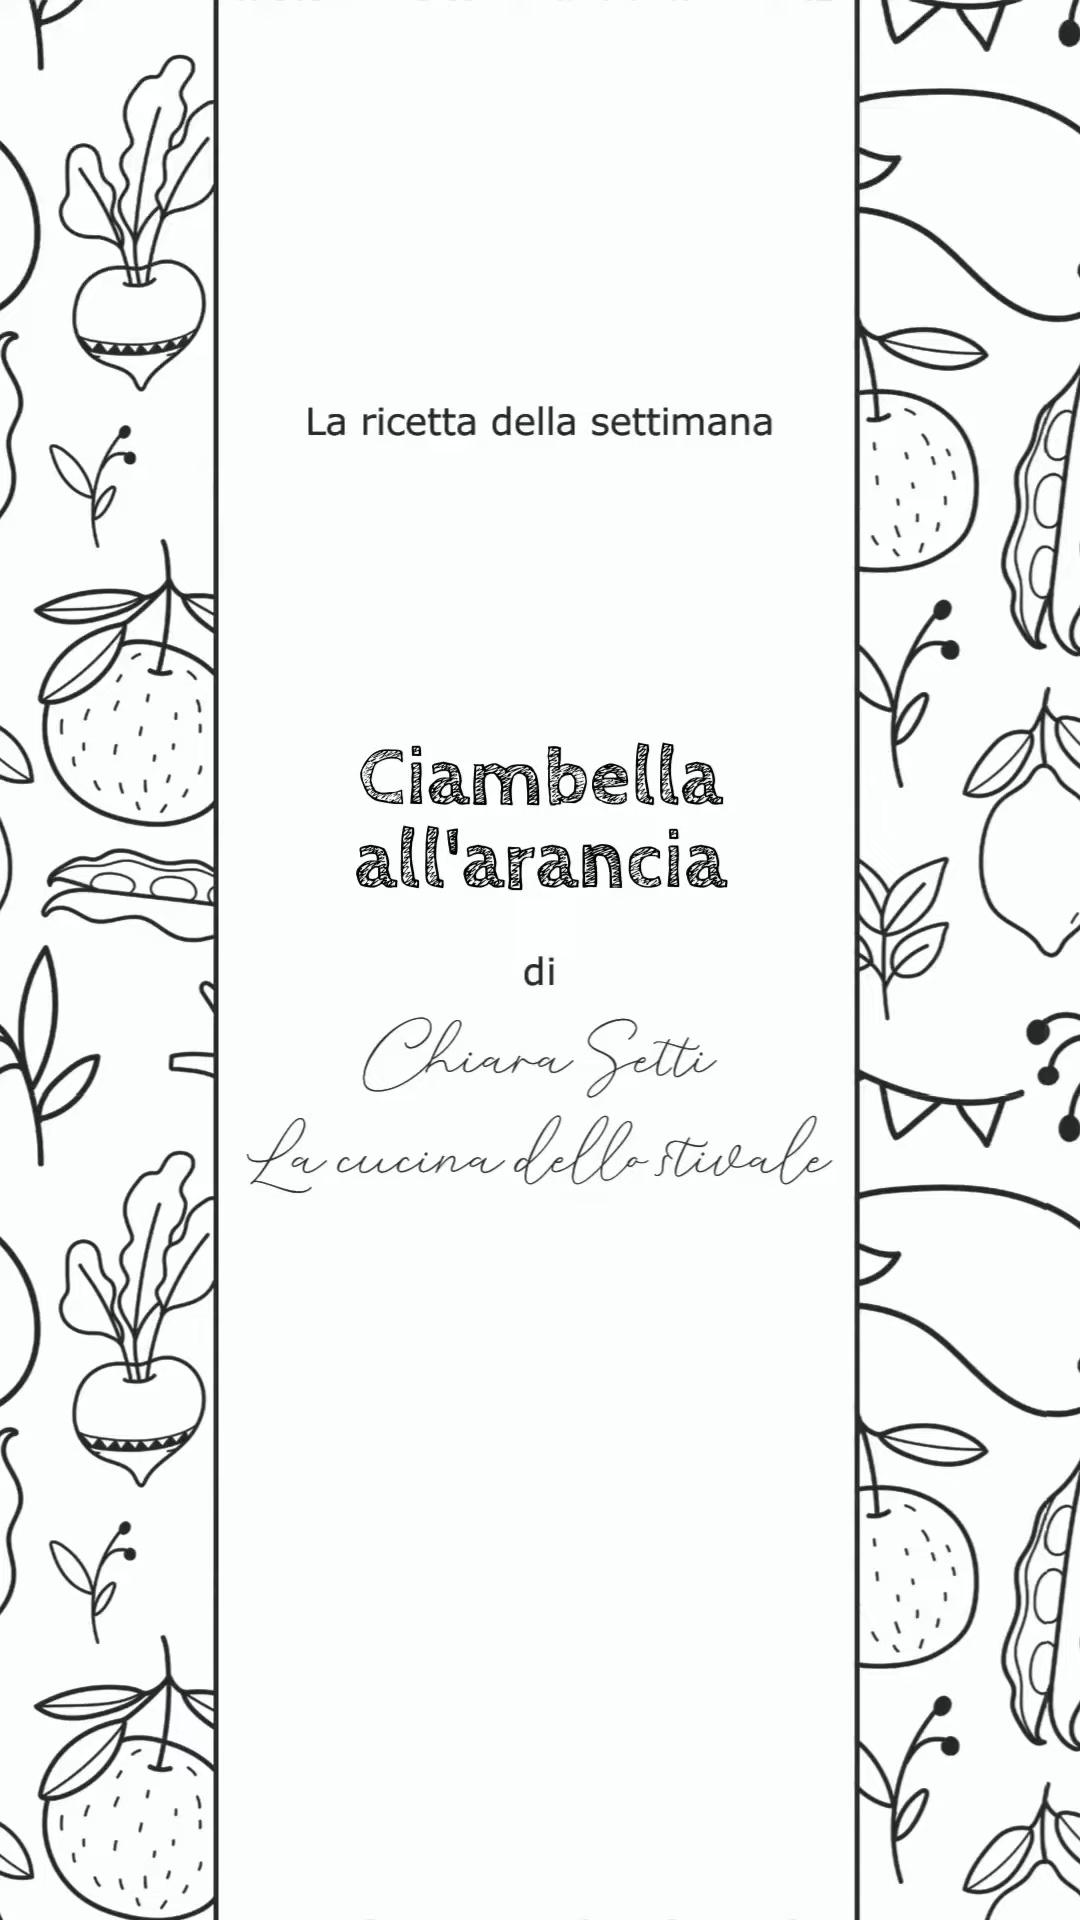 La ricetta della settimana
Ciambella
all'arancia
di
Chiara Setti
La cucina dello stivale